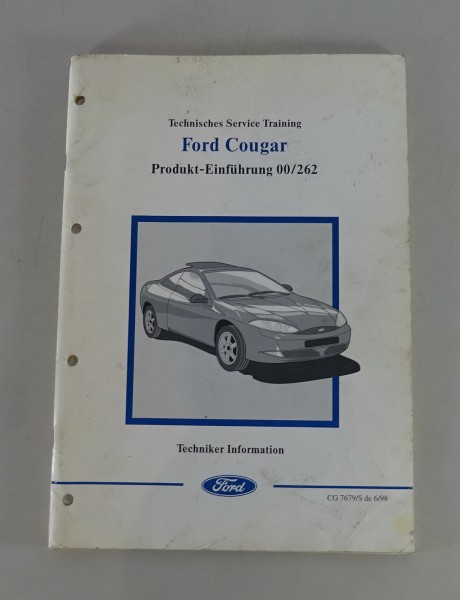 Technisches Service Training
Ford Cougar
Produkt-Einführung 00/262
Techniker Information
Ford
CG 7679/S de 6/98